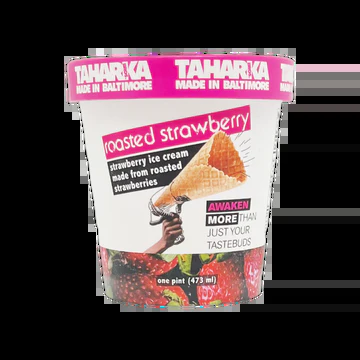 TAHARKA TAHARKA
MADE IN BALTIMORE MADE IN BALTIMORE
roasted strawberry
strawberry ice cream
made from roasted
strawberries
AWAKEN
MORE THAN
JUST YOUR
TASTEBUDS
one pint (473 ml)